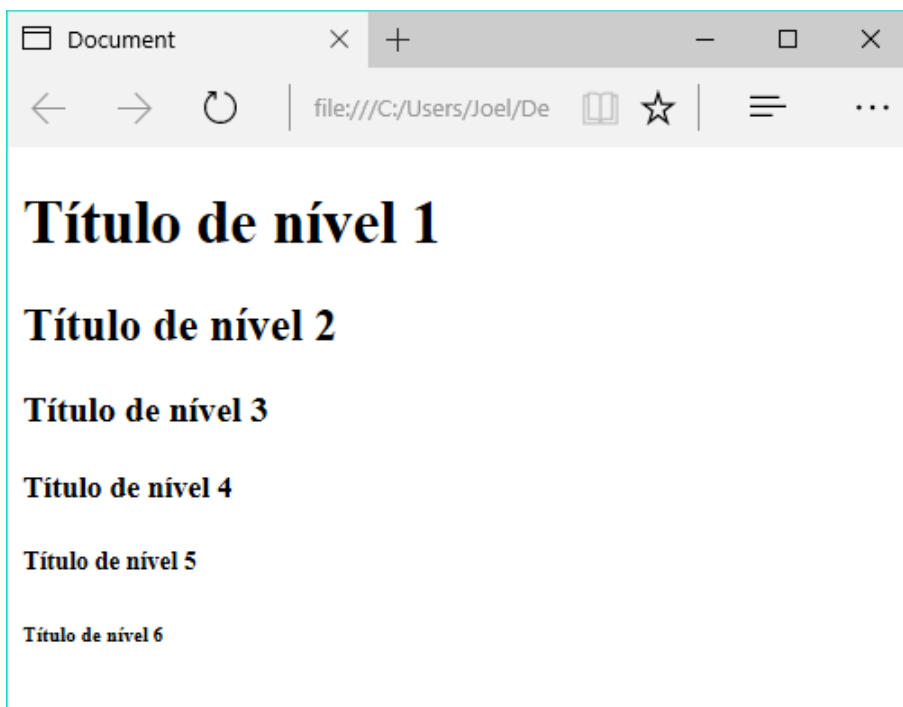 Document
file:///C:/Users/Joel/De
Título de nível 1
Título de nível 2
Título de nível 3
Título de nível 4
Título de nível 5
Título de nível 6